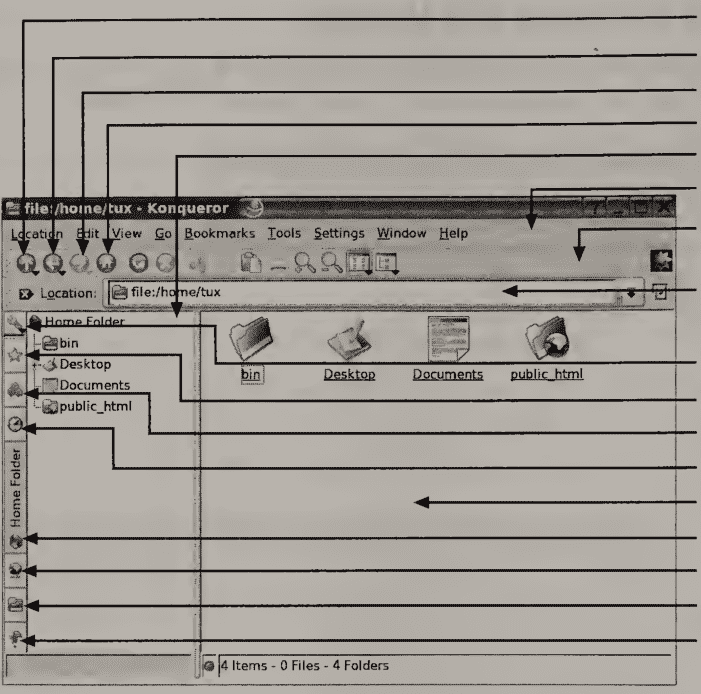 file:/home/tux - Konqueror
Location Edit View Go Bookmarks Tools Settings Window Help
Location: file:/home/tux
Home Folder
bin
Desktop
Documents
public_html
bin Desktop Documents public_html
Home Folder
4 Items - 0 Files - 4 Folders